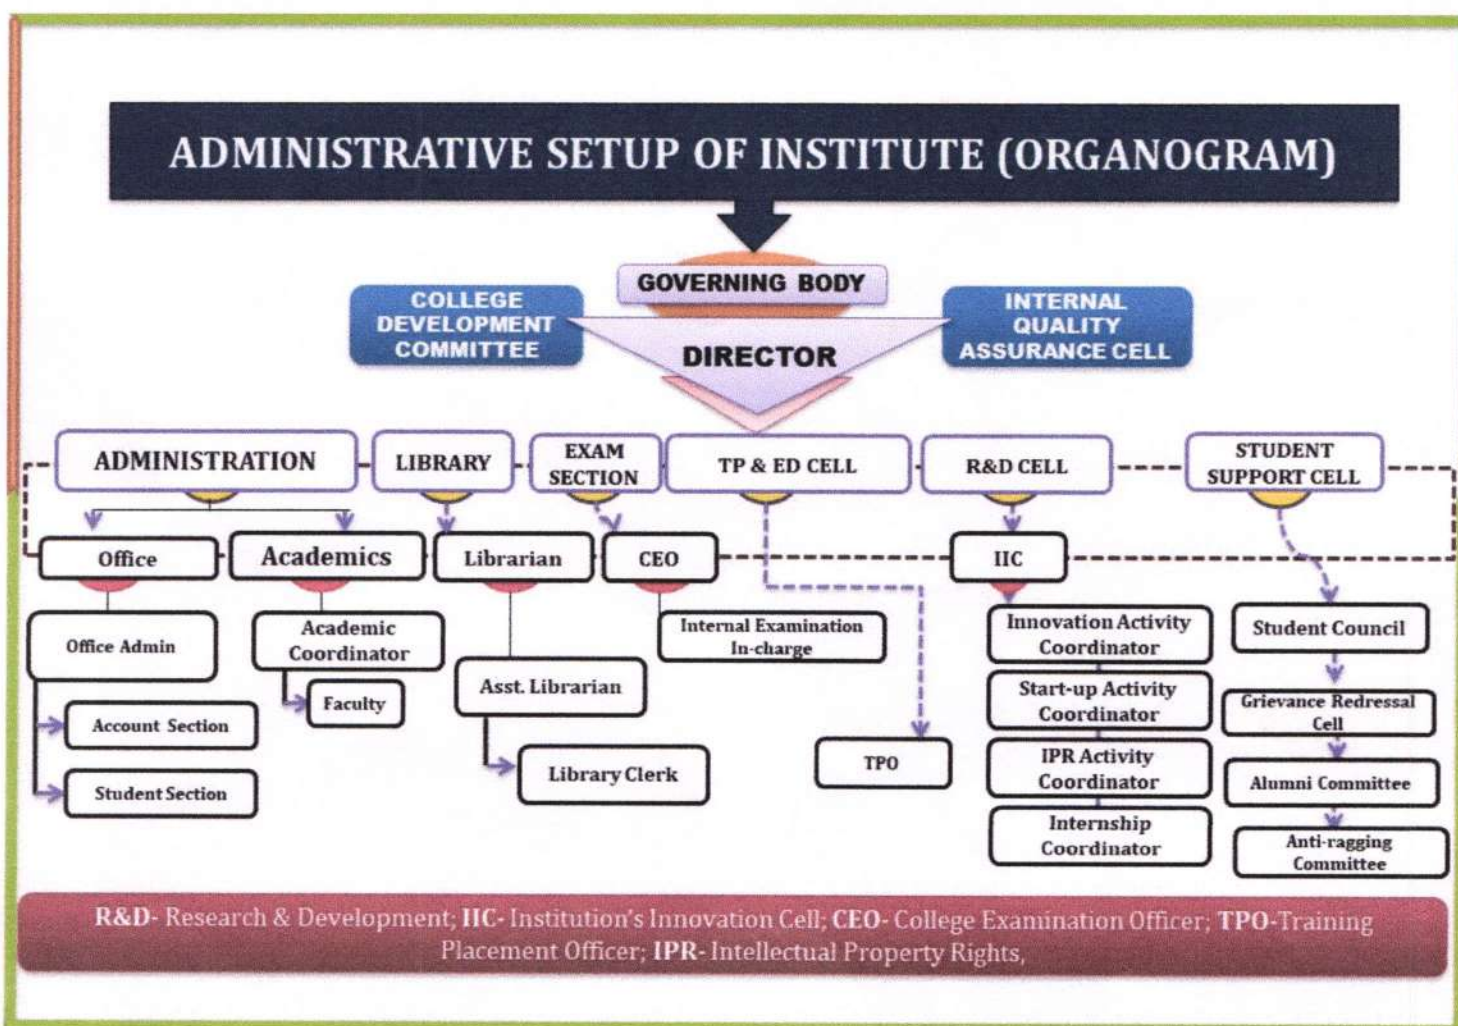 ADMINISTRATIVE SETUP OF INSTITUTE (ORGANOGRAM)
GOVERNING BODY
COLLEGE
DEVELOPMENT
COMMITTEE
INTERNAL
QUALITY
ASSURANCE CELL
DIRECTOR
ADMINISTRATION
LIBRARY
EXAM
SECTION
TP & ED CELL
R&D CELL
STUDENT
SUPPORT CELL
Office
Academics
Librarian
CEO
IIC
Office Admin
Academic
Coordinator
Asst. Librarian
Internal Examination
In-charge
Innovation Activity
Coordinator
Student Council
Faculty
Account Section
Student Section
Library Clerk
TPO
Start-up Activity
Coordinator
IPR Activity
Coordinator
Internship
Coordinator
Grievance Redressal
Cell
Alumni Committee
Anti-ragging
Committee
R&D- Research & Development; IIC- Institution's Innovation Cell; CEO- College Examination Officer; TPO-Training
Placement Officer; IPR- Intellectual Property Rights,